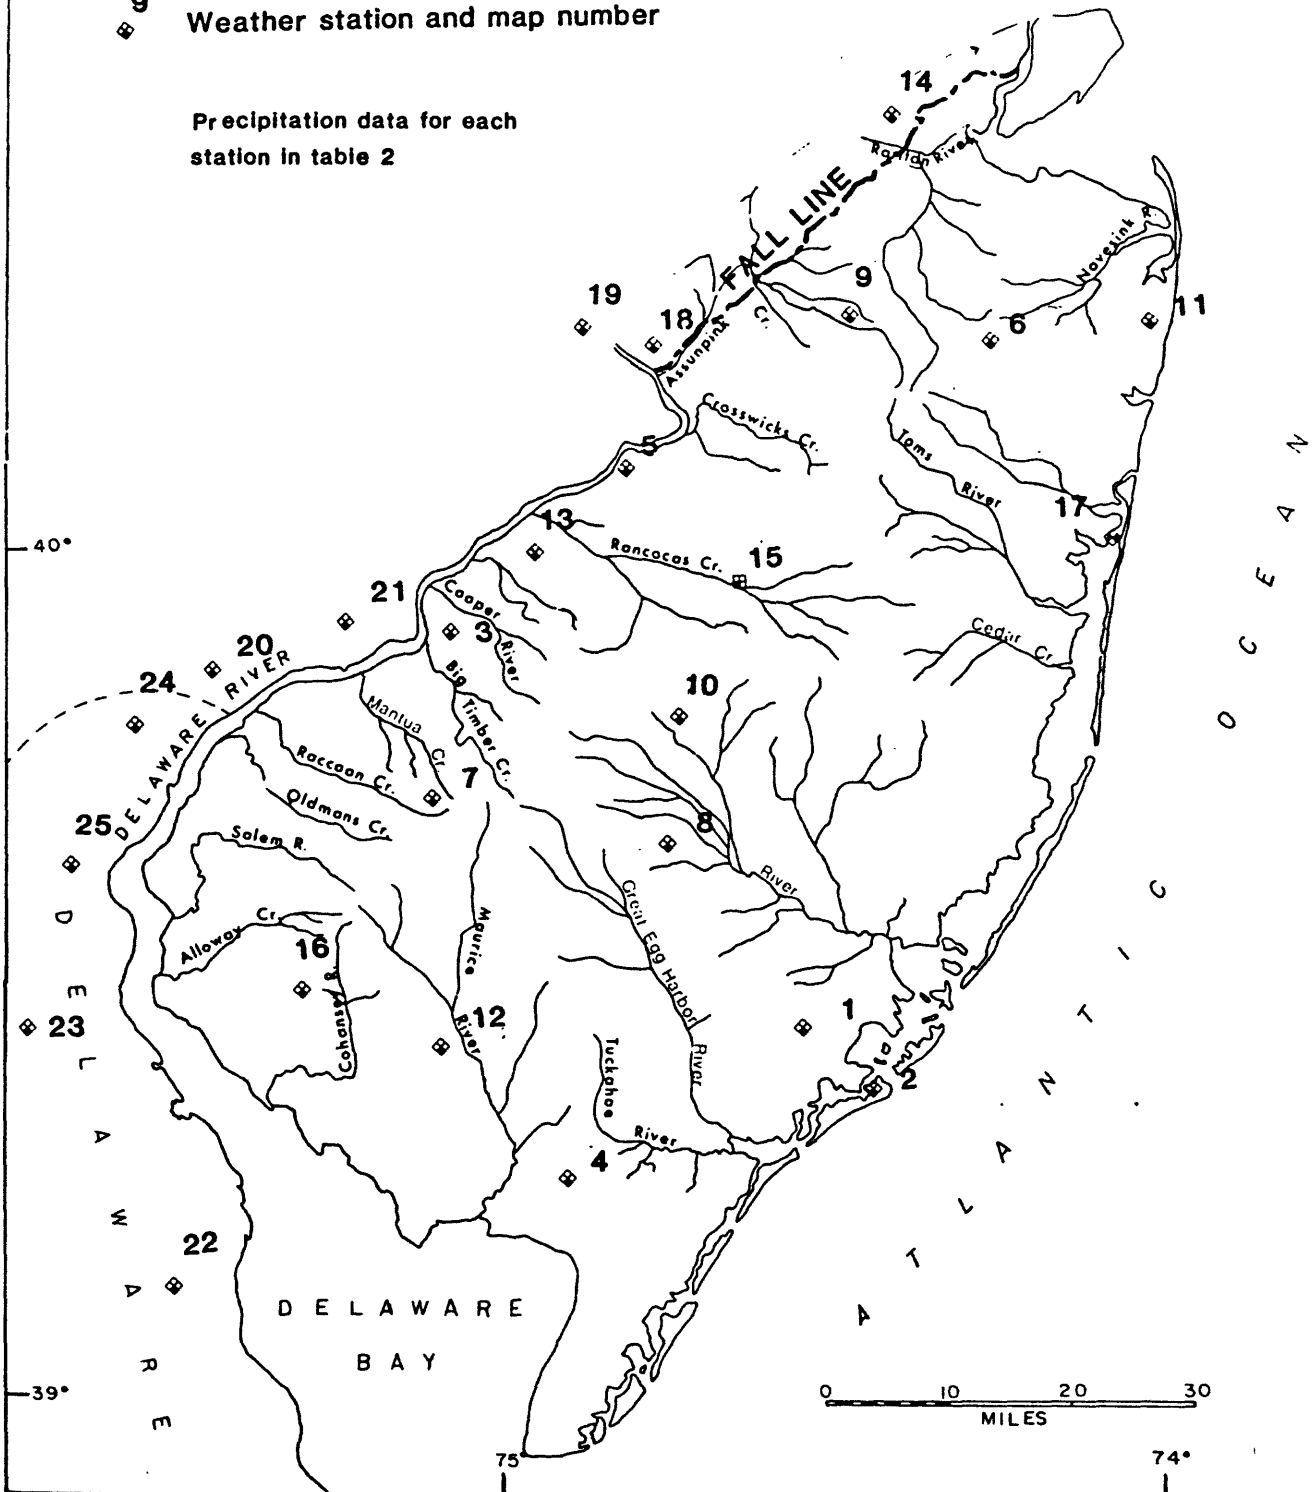 9
Weather station and map number
Precipitation data for each
station in table 2
14
Raritan River
FALL LINE
Navesink R.
19
18
9
6
11
Assunpink Cr.
Crosswicks Cr.
5
Toms River
17
13
40°
Rancocas Cr.
15
21
Cooper River
3
Cedar Cr.
20
24
DELAWARE RIVER
Big Timber Cr.
10
Mantua Cr.
Raccoon Cr.
7
Oldmans Cr.
25
Salem R.
8
River
Great Egg Harbor River
Alloway Cr.
16
Cohansey R.
Maurice River
12
23
1
2
Tuckahoe River
4
22
DELAWARE
DELAWARE
BAY
ATLANTIC OCEAN
39°
0 10 20 30
MILES
75°
74°